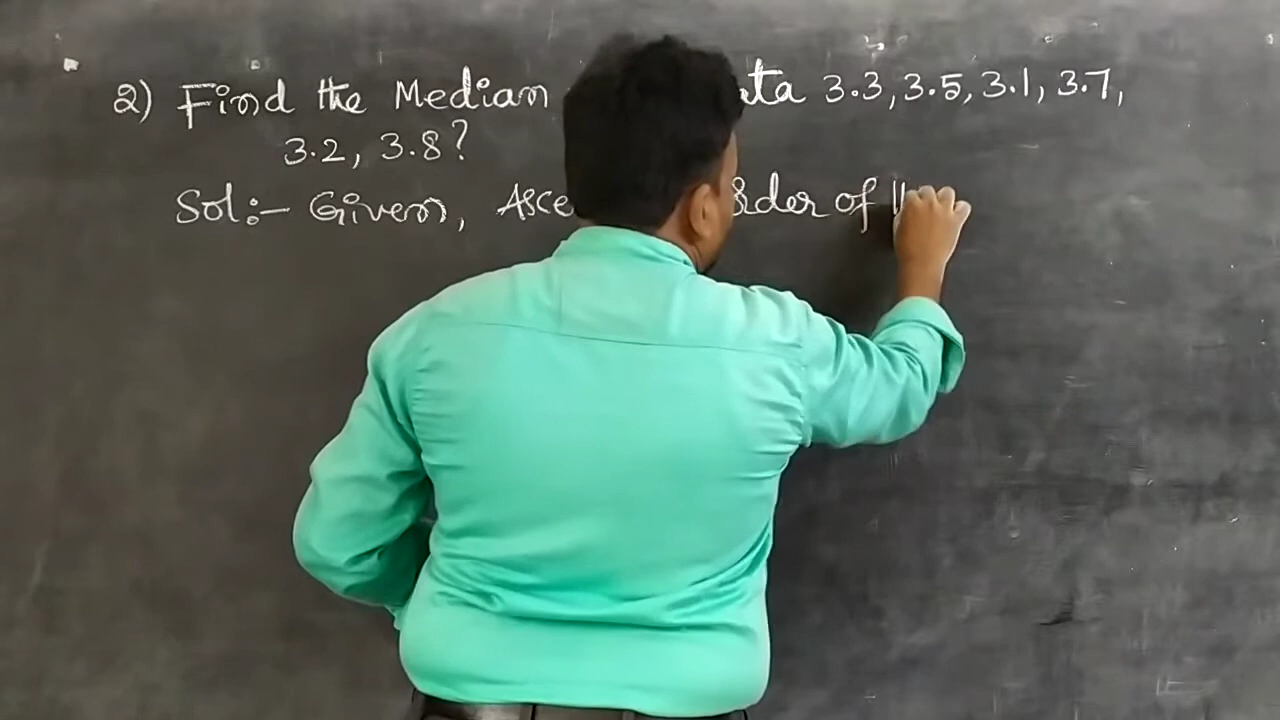 2) Find the Median ata 3.3, 3.5, 3.1, 3.7,
3.2, 3.8?
Sol:- Given, Asce rder of